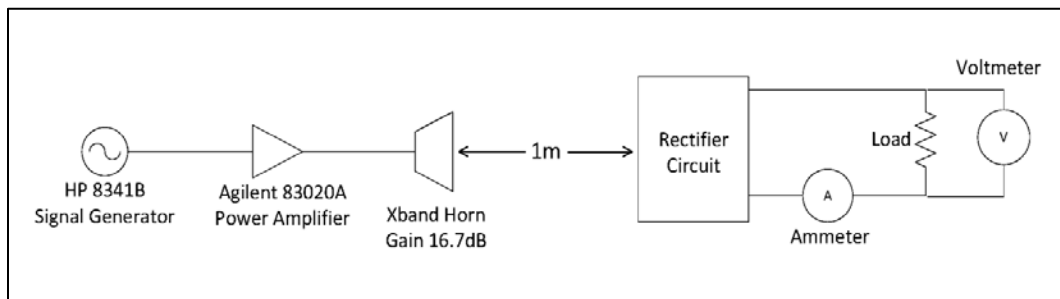 HP 8341B
Signal Generator
Agilent 83020A
Power Amplifier
Xband Horn
Gain 16.7dB
1m
Rectifier
Circuit
A
Ammeter
Load
Voltmeter
V